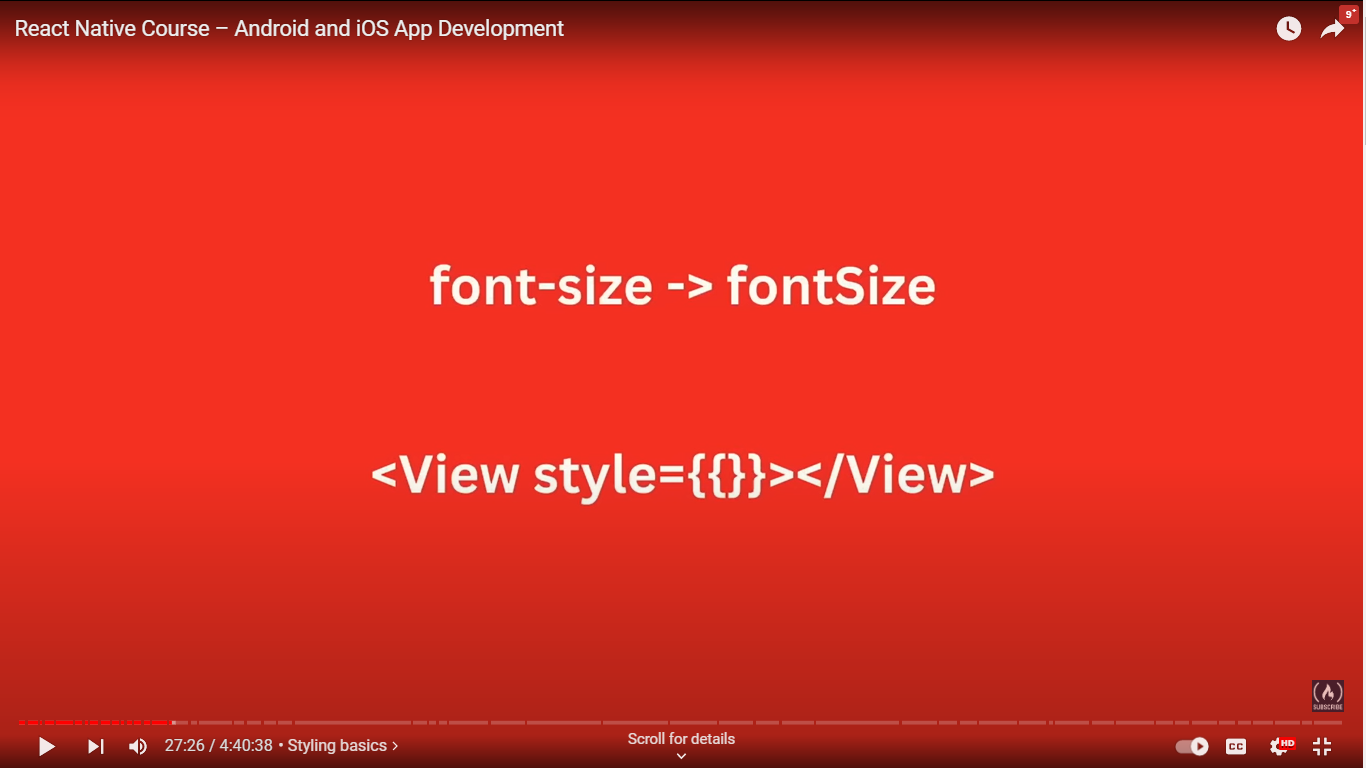 React Native Course – Android and iOS App Development
9+
font-size -> fontSize
<View style={{}}></View>
SUBSCRIBE
27:26 / 4:40:38 • Styling basics ›
Scroll for details
CC
HD